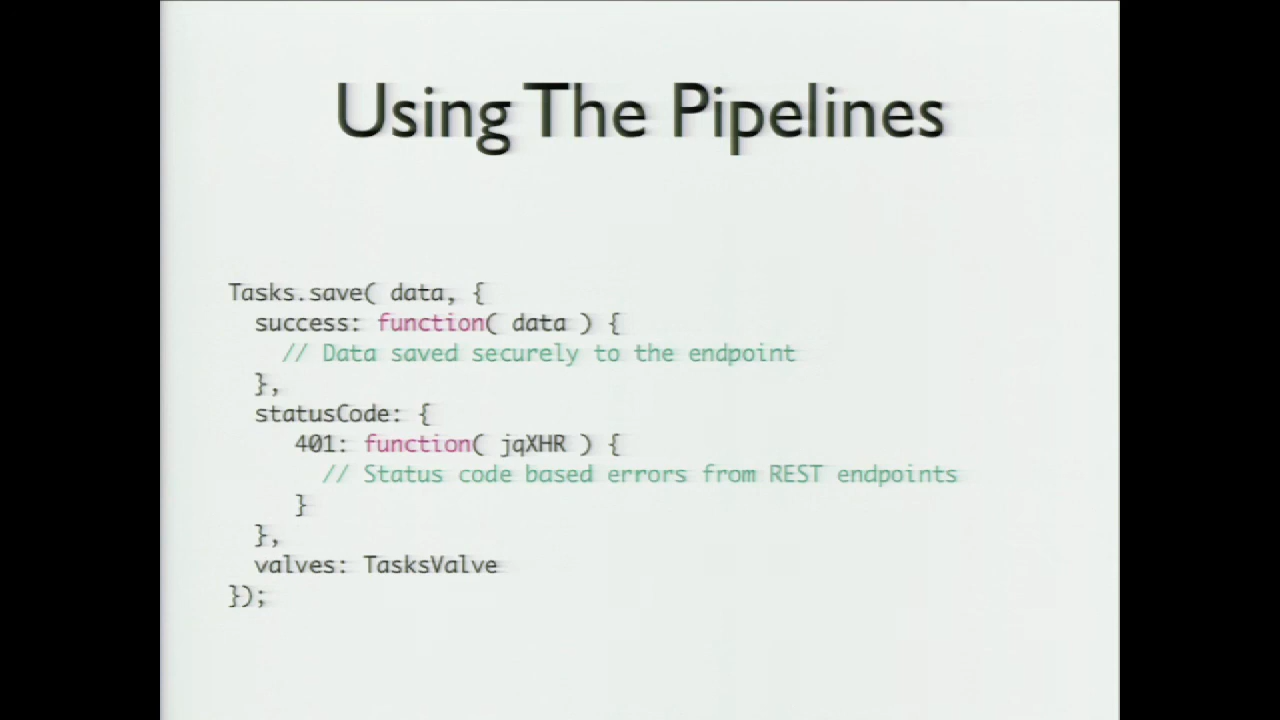 Using The Pipelines
Tasks.save( data, {
success: function( data ) {
// Data saved securely to the endpoint
},
statusCode: {
401: function( jqXHR ) {
// Status code based errors from REST endpoints
}
},
valves: TasksValve
});